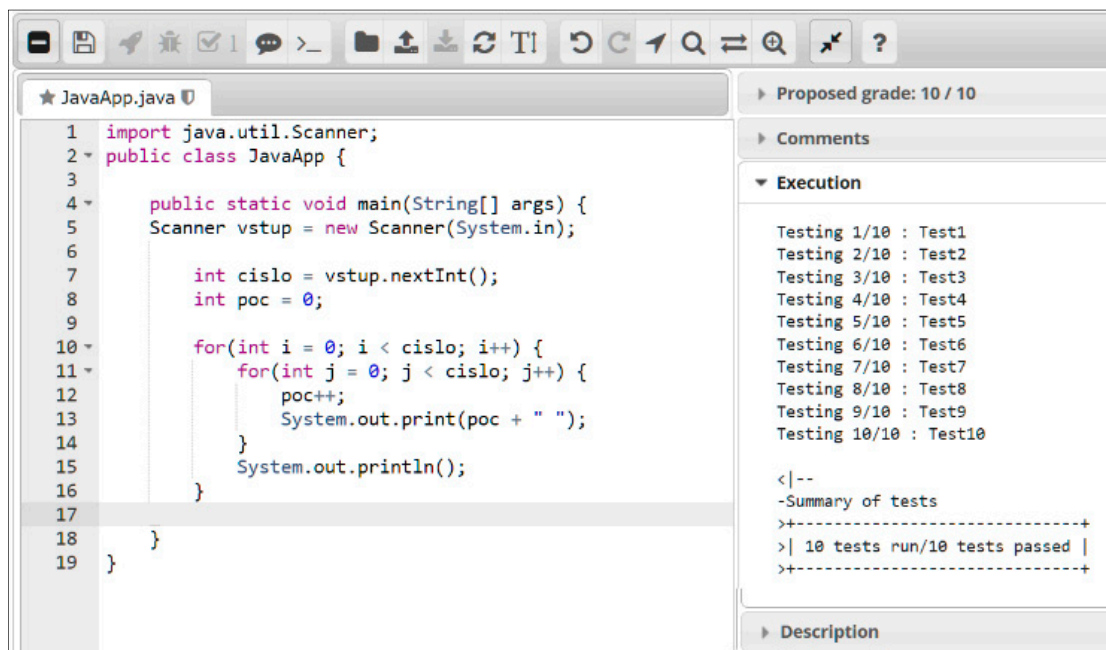 1
JavaApp.java
1 import java.util.Scanner;
2 public class JavaApp {
3
4 public static void main(String[] args) {
5 Scanner vstup = new Scanner(System.in);
6
7 int cislo = vstup.nextInt();
8 int poc = 0;
9
10 for(int i = 0; i < cislo; i++) {
11 for(int j = 0; j < cislo; j++) {
12 poc++;
13 System.out.print(poc + " ");
14 }
15 System.out.println();
16 }
17
18 }
19 }
Proposed grade: 10 / 10
Comments
Execution
Testing 1/10 : Test1
Testing 2/10 : Test2
Testing 3/10 : Test3
Testing 4/10 : Test4
Testing 5/10 : Test5
Testing 6/10 : Test6
Testing 7/10 : Test7
Testing 8/10 : Test8
Testing 9/10 : Test9
Testing 10/10 : Test10
<|--
-Summary of tests
>+------------------------------+
>| 10 tests run/10 tests passed |
>+------------------------------+
Description